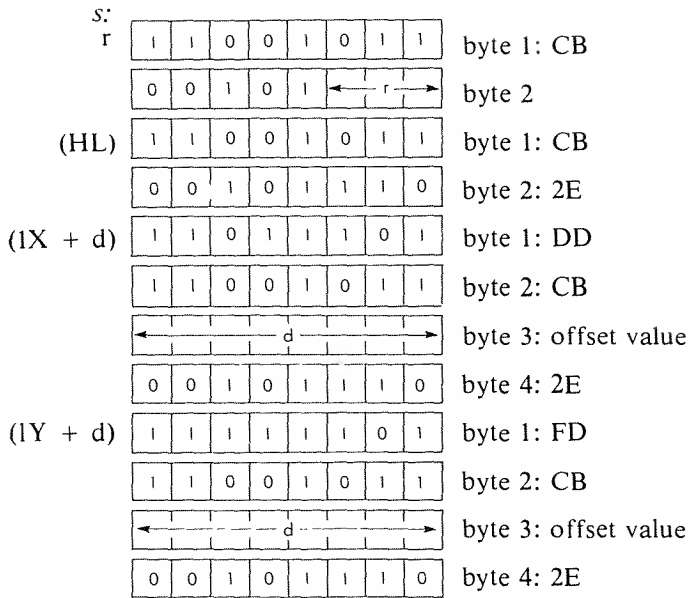 s:
r 1 1 0 0 1 0 1 1 byte 1: CB
0 0 1 0 1 r byte 2
(HL) 1 1 0 0 1 0 1 1 byte 1: CB
0 0 1 0 1 1 1 0 byte 2: 2E
(1X + d) 1 1 0 1 1 1 0 1 byte 1: DD
1 1 0 0 1 0 1 1 byte 2: CB
d byte 3: offset value
0 0 1 0 1 1 1 0 byte 4: 2E
(1Y + d) 1 1 1 1 1 1 0 1 byte 1: FD
1 1 0 0 1 0 1 1 byte 2: CB
d byte 3: offset value
0 0 1 0 1 1 1 0 byte 4: 2E